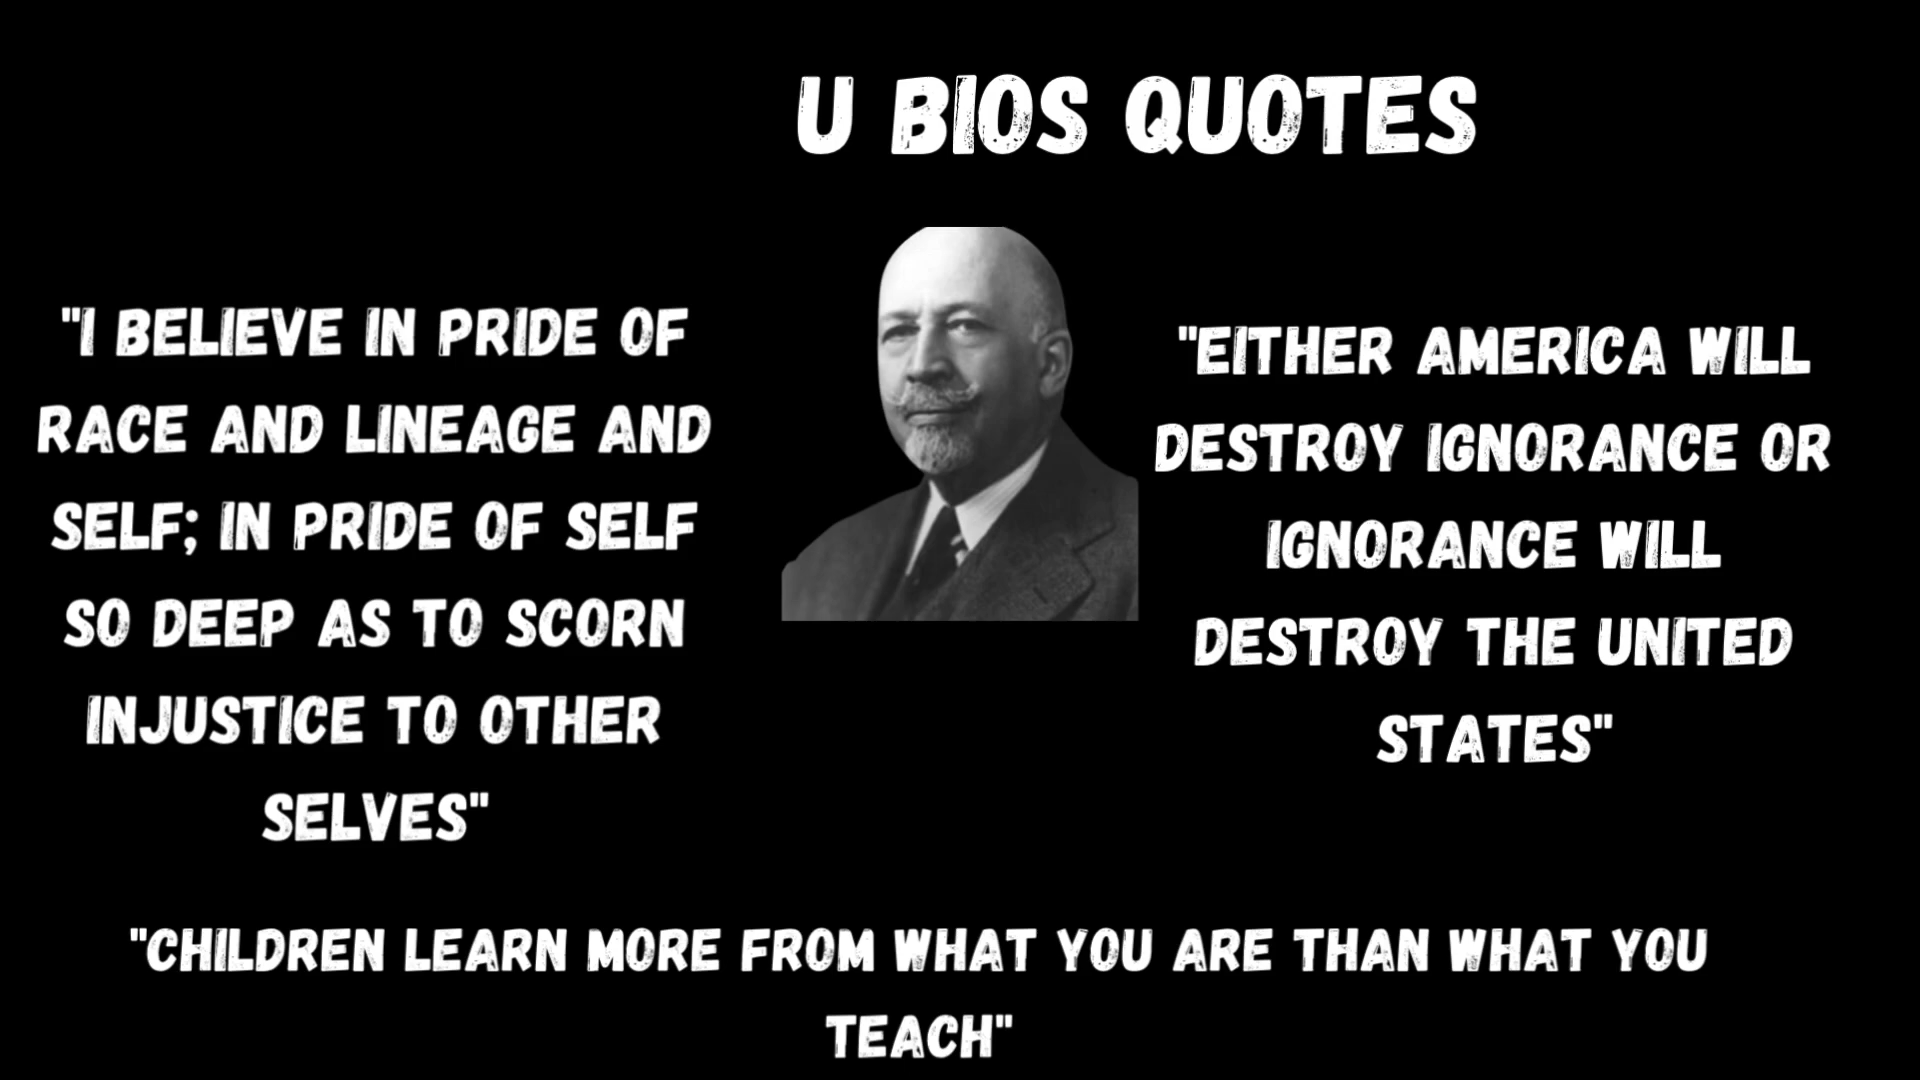 U BIOS QUOTES
"I BELIEVE IN PRIDE OF
RACE AND LINEAGE AND
SELF; IN PRIDE OF SELF
SO DEEP AS TO SCORN
INJUSTICE TO OTHER
SELVES"
"EITHER AMERICA WILL
DESTROY IGNORANCE OR
IGNORANCE WILL
DESTROY THE UNITED
STATES"
"CHILDREN LEARN MORE FROM WHAT YOU ARE THAN WHAT YOU
TEACH"